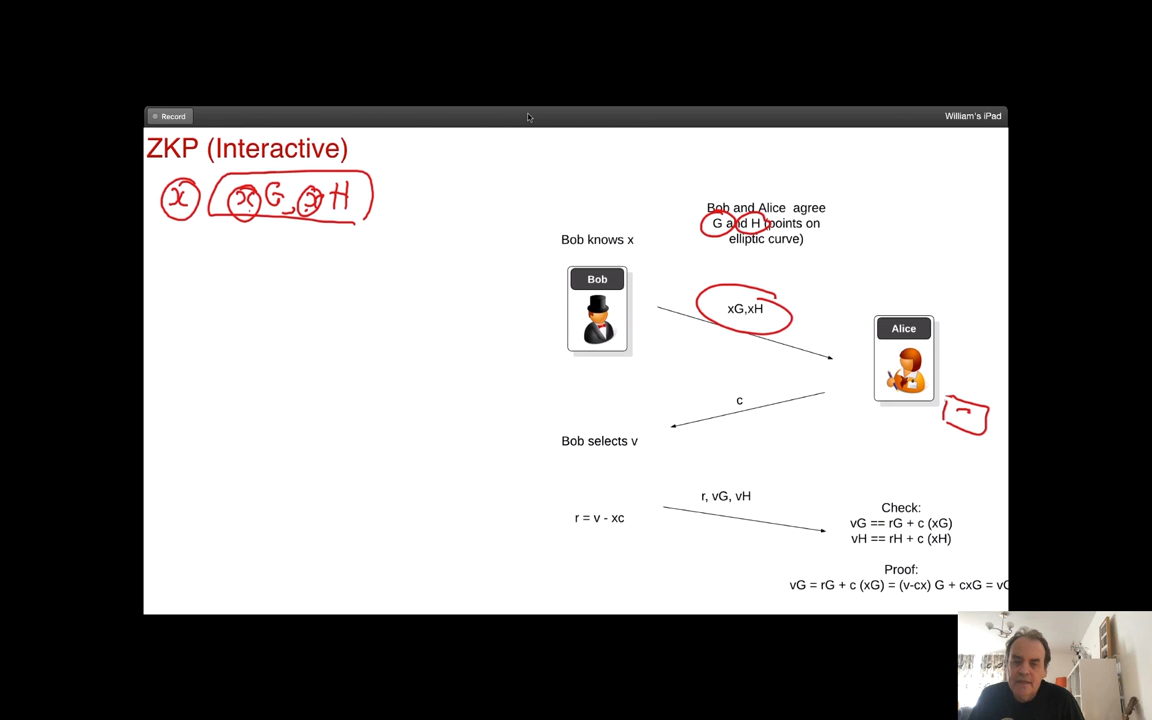 Record
William's iPad
ZKP (Interactive)
x xG, xH
Bob and Alice agree
G and H (points on
elliptic curve)
Bob knows x
Bob
xG,xH
Alice
c
Bob selects v
r, vG, vH
r = v - xc
Check:
vG == rG + c (xG)
vH == rH + c (xH)
Proof:
vG = rG + c (xG) = (v-cx) G + cxG = vG